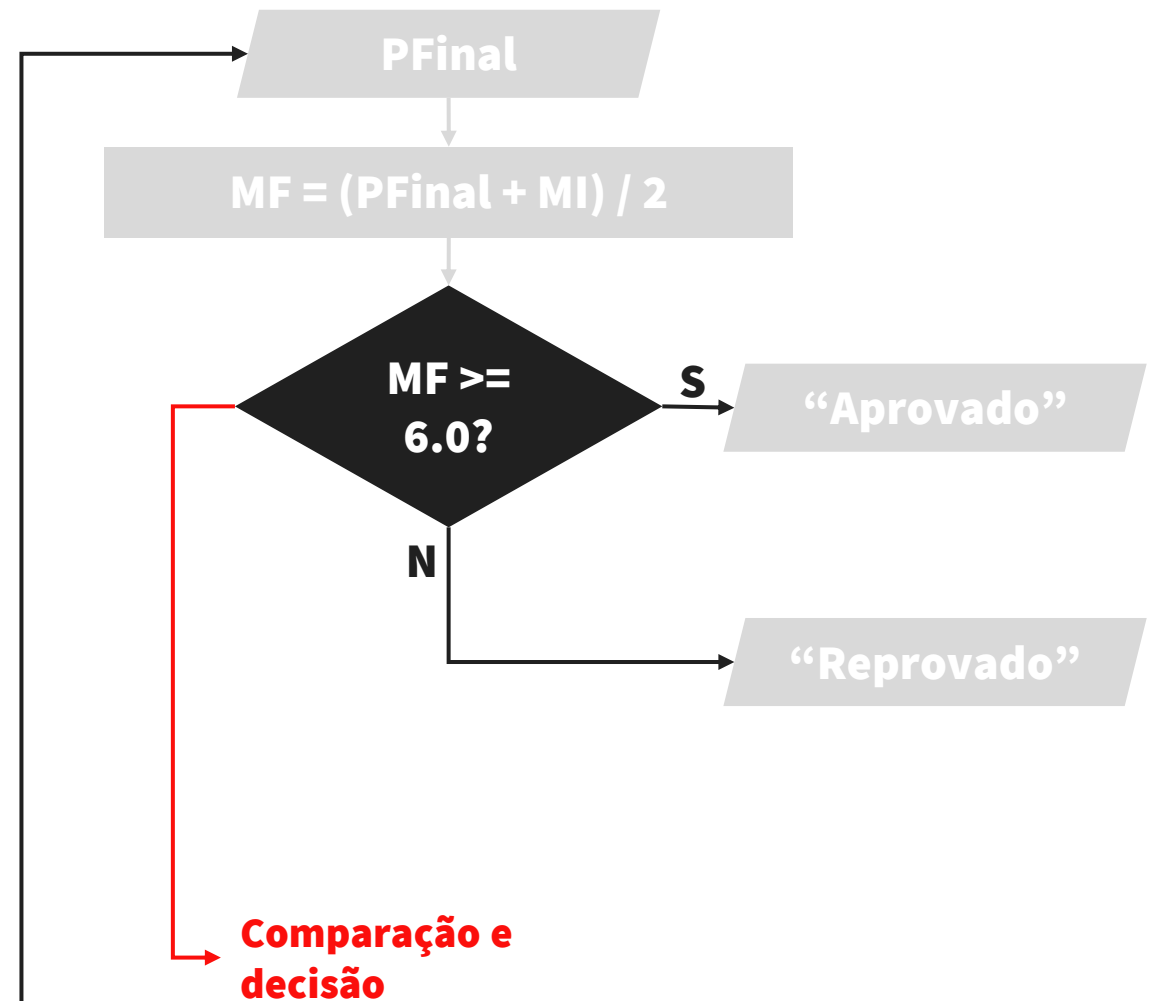 PFinal
MF = (PFinal + MI) / 2
MF >=
6.0?
S
“Aprovado”
N
“Reprovado”
Comparação e
decisão